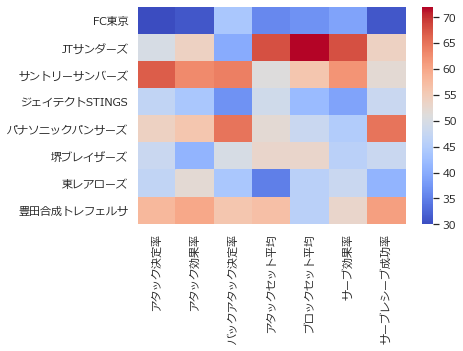 FC東京
JTサンダーズ
サントリーサンバーズ
ジェイテクトSTINGS
パナソニックパンサーズ
堺ブレイザーズ
東レアローズ
豊田合成トレフェルサ
アタック決定率
アタック効果率
バックアタック決定率
アタックセット平均
ブロックセット平均
サーブ効果率
サーブレシーブ成功率
70
65
60
55
50
45
40
35
30